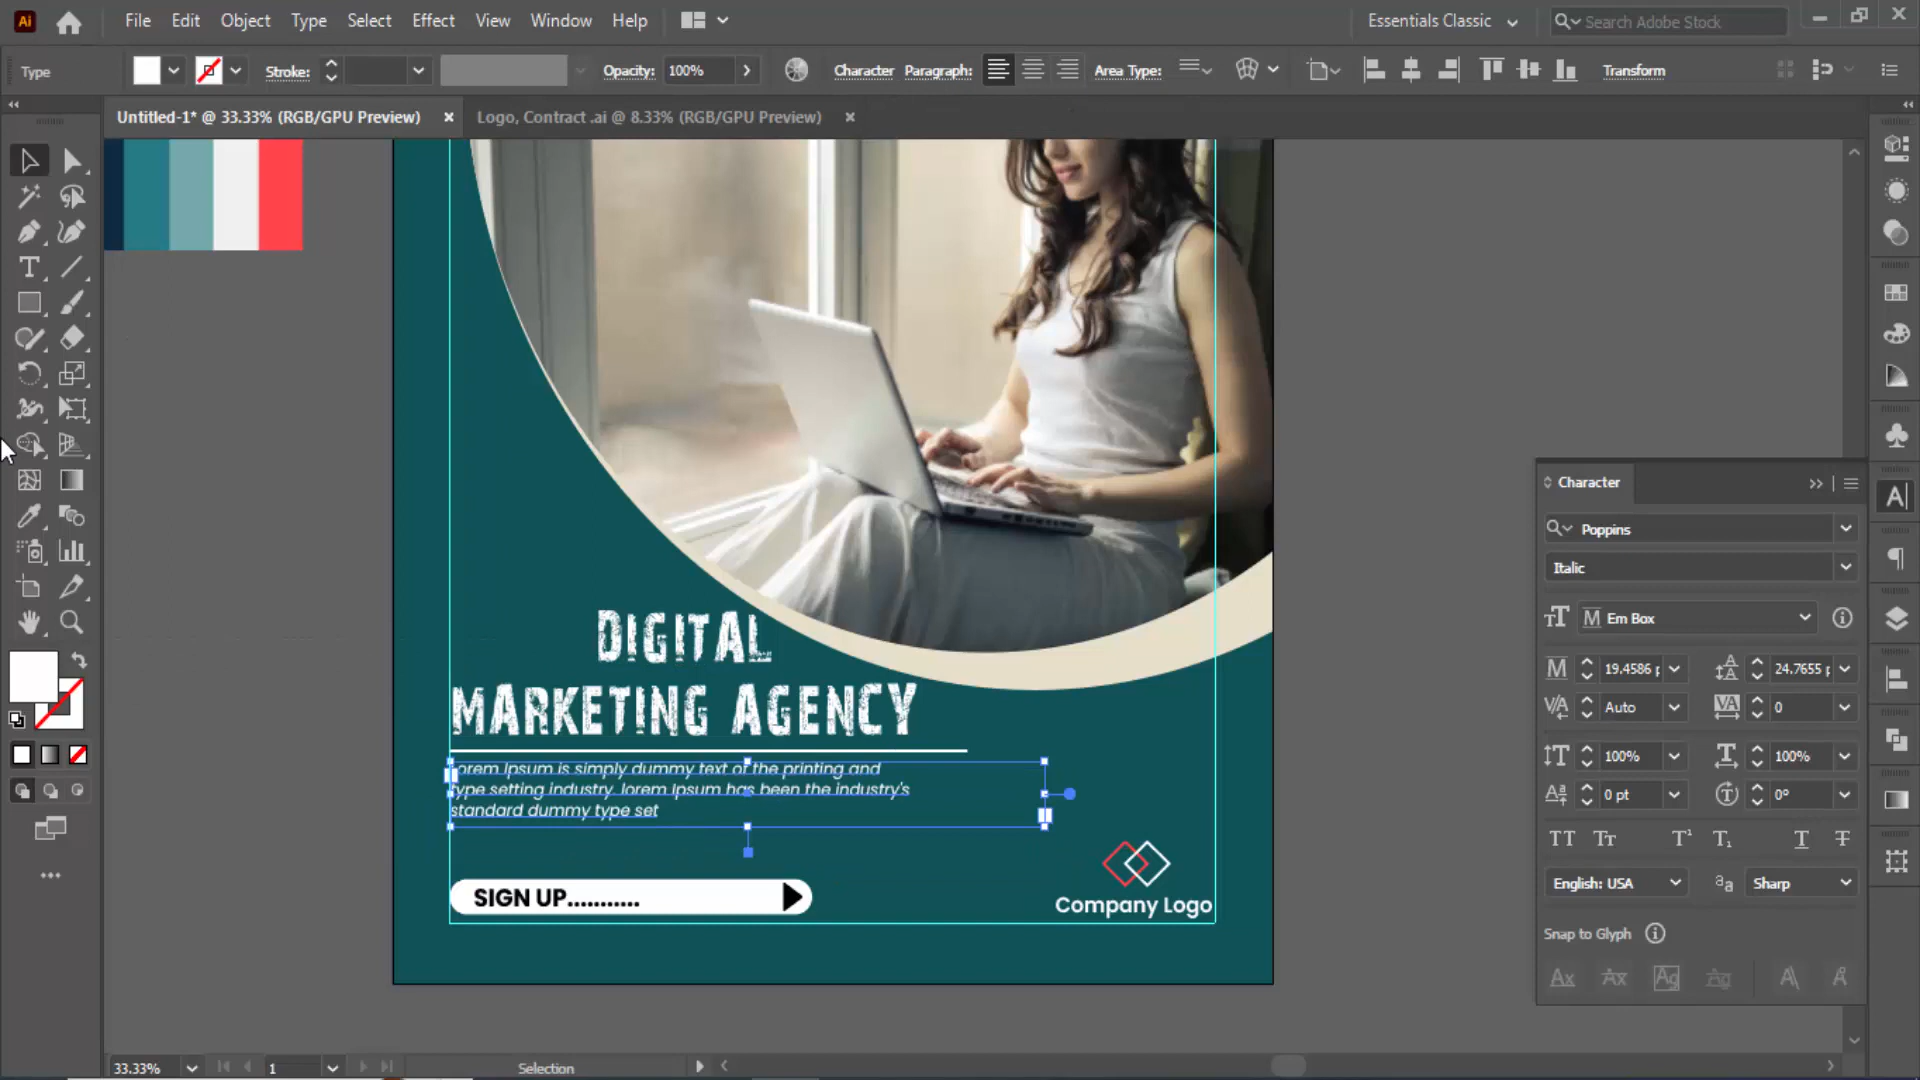 Ai File Edit Object Type Select Effect View Window Help Essentials Classic Search Adobe Stock
Type Stroke: Opacity: 100% Character Paragraph: Area Type: Transform
Untitled-1* @ 33.33% (RGB/GPU Preview) Logo, Contract .ai @ 8.33% (RGB/GPU Preview)
DIGITAL
MARKETING AGENCY
Lorem Ipsum is simply dummy text of the printing and
type setting industry. lorem Ipsum has been the industry's
standard dummy type set
SIGN UP...........
Company Logo
Character
Poppins
Italic
Em Box
19.4586 24.7655
Auto 0
100% 100%
0 pt 0°
English: USA Sharp
Snap to Glyph
33.33% 1 Selection